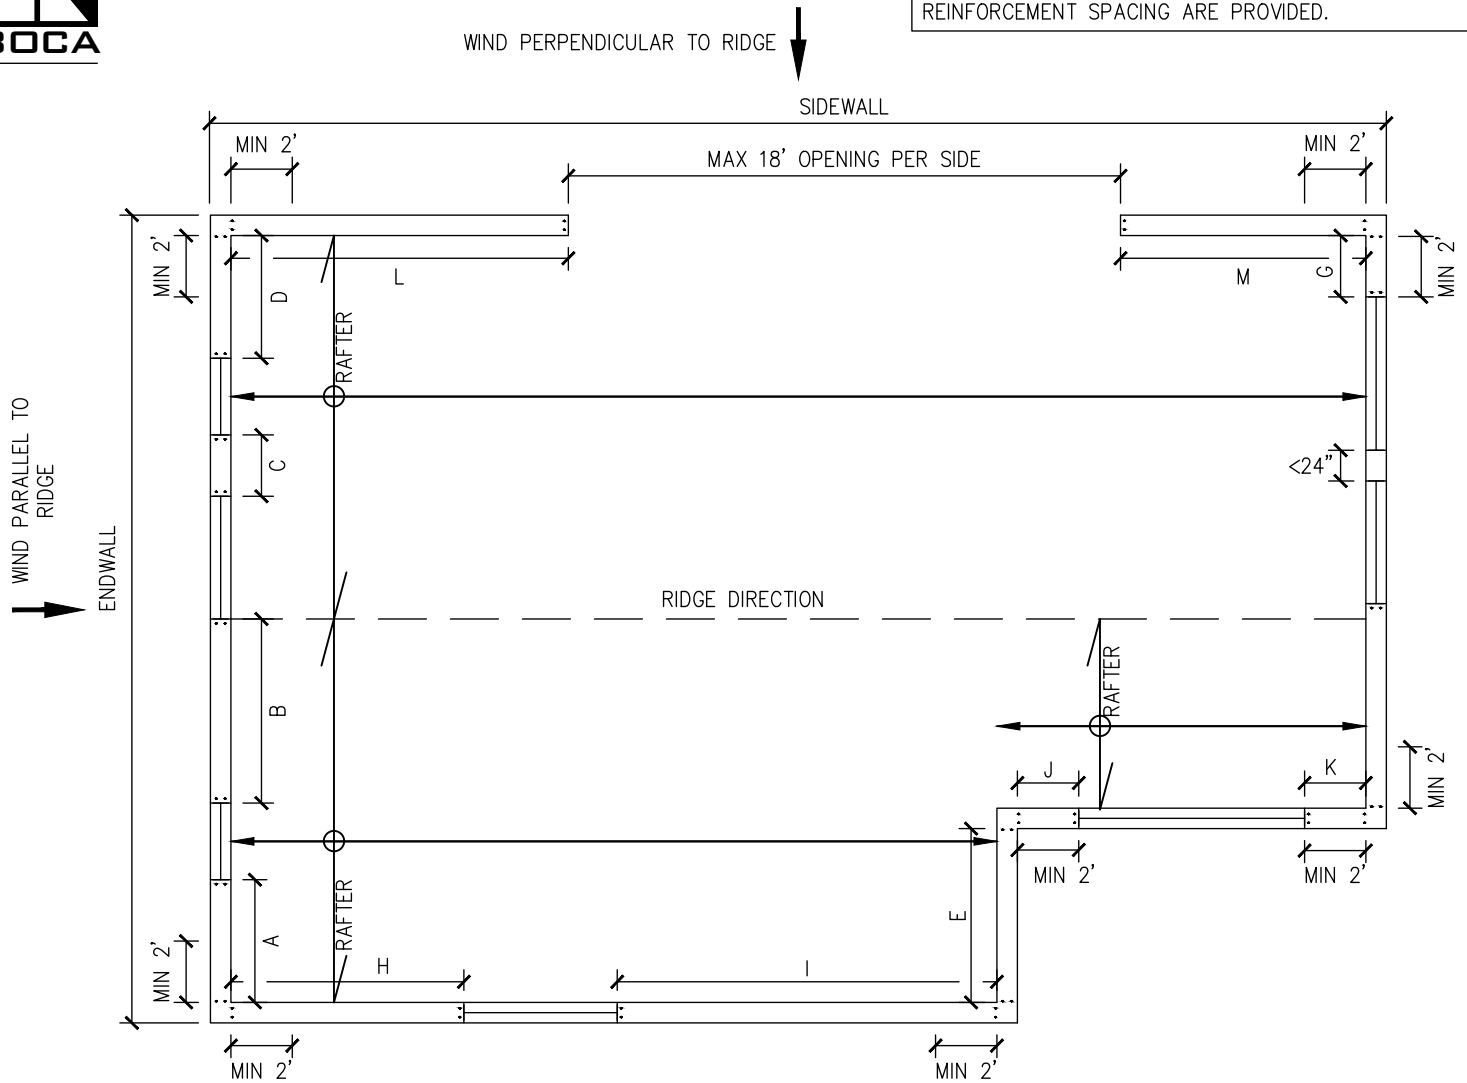 REINFORCEMENT SPACING ARE PROVIDED.
BOCA
WIND PERPENDICULAR TO RIDGE
SIDEWALL
MIN 2'
MAX 18' OPENING PER SIDE
MIN 2'
MIN 2'
D
L
M
G
MIN 2'
RAFTER
WIND PARALLEL TO
RIDGE
C
<24"
ENDWALL
RIDGE DIRECTION
B
RAFTER
J
K
MIN 2'
MIN 2'
MIN 2'
RAFTER
E
A
H
I
MIN 2'
MIN 2'
MIN 2'